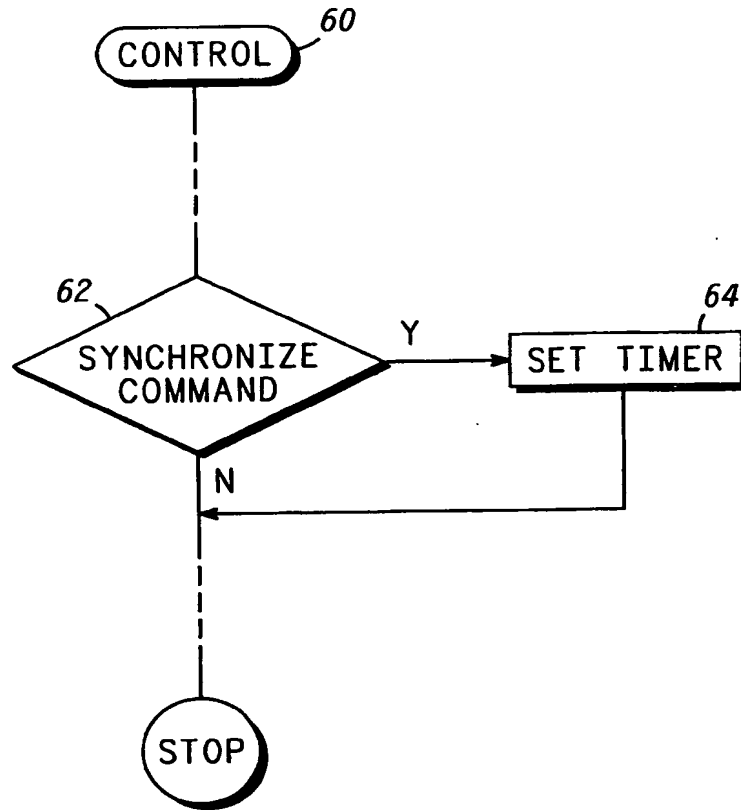 60
CONTROL
62
SYNCHRONIZE
COMMAND
Y
64
SET TIMER
N
STOP